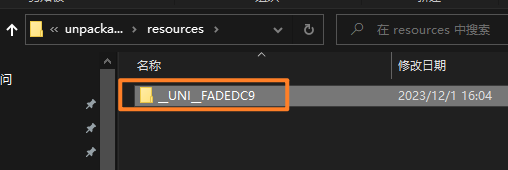 « unpacka... › resources ›
在 resources 中搜索
名称
修改日期
问
__UNI__FADEDC9
2023/12/1 16:04